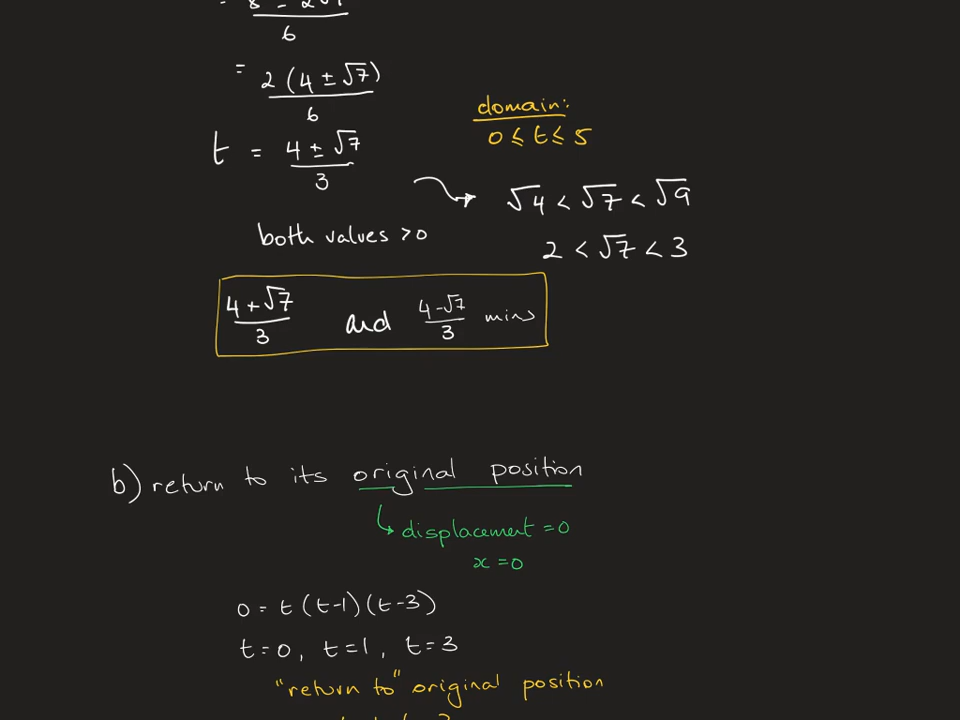 6
= 2 (4 ± √7)
6
t = 4 ± √7
3
domain:
0 ≤ t ≤ 5
√4 < √7 < √9
2 < √7 < 3
both values >0
4 + √7
3
and
4 - √7
3
mins
b) return to its original position
displacement = 0
x = 0
0 = t (t-1) (t-3)
t = 0, t = 1, t = 3
"return to" original position